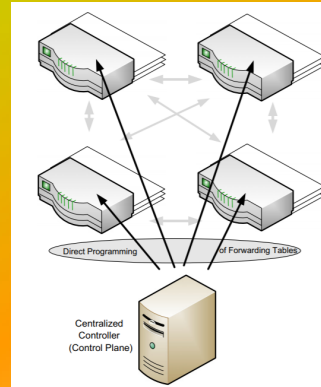 Direct Programming of Forwarding Tables
Centralized
Controller
(Control Plane)